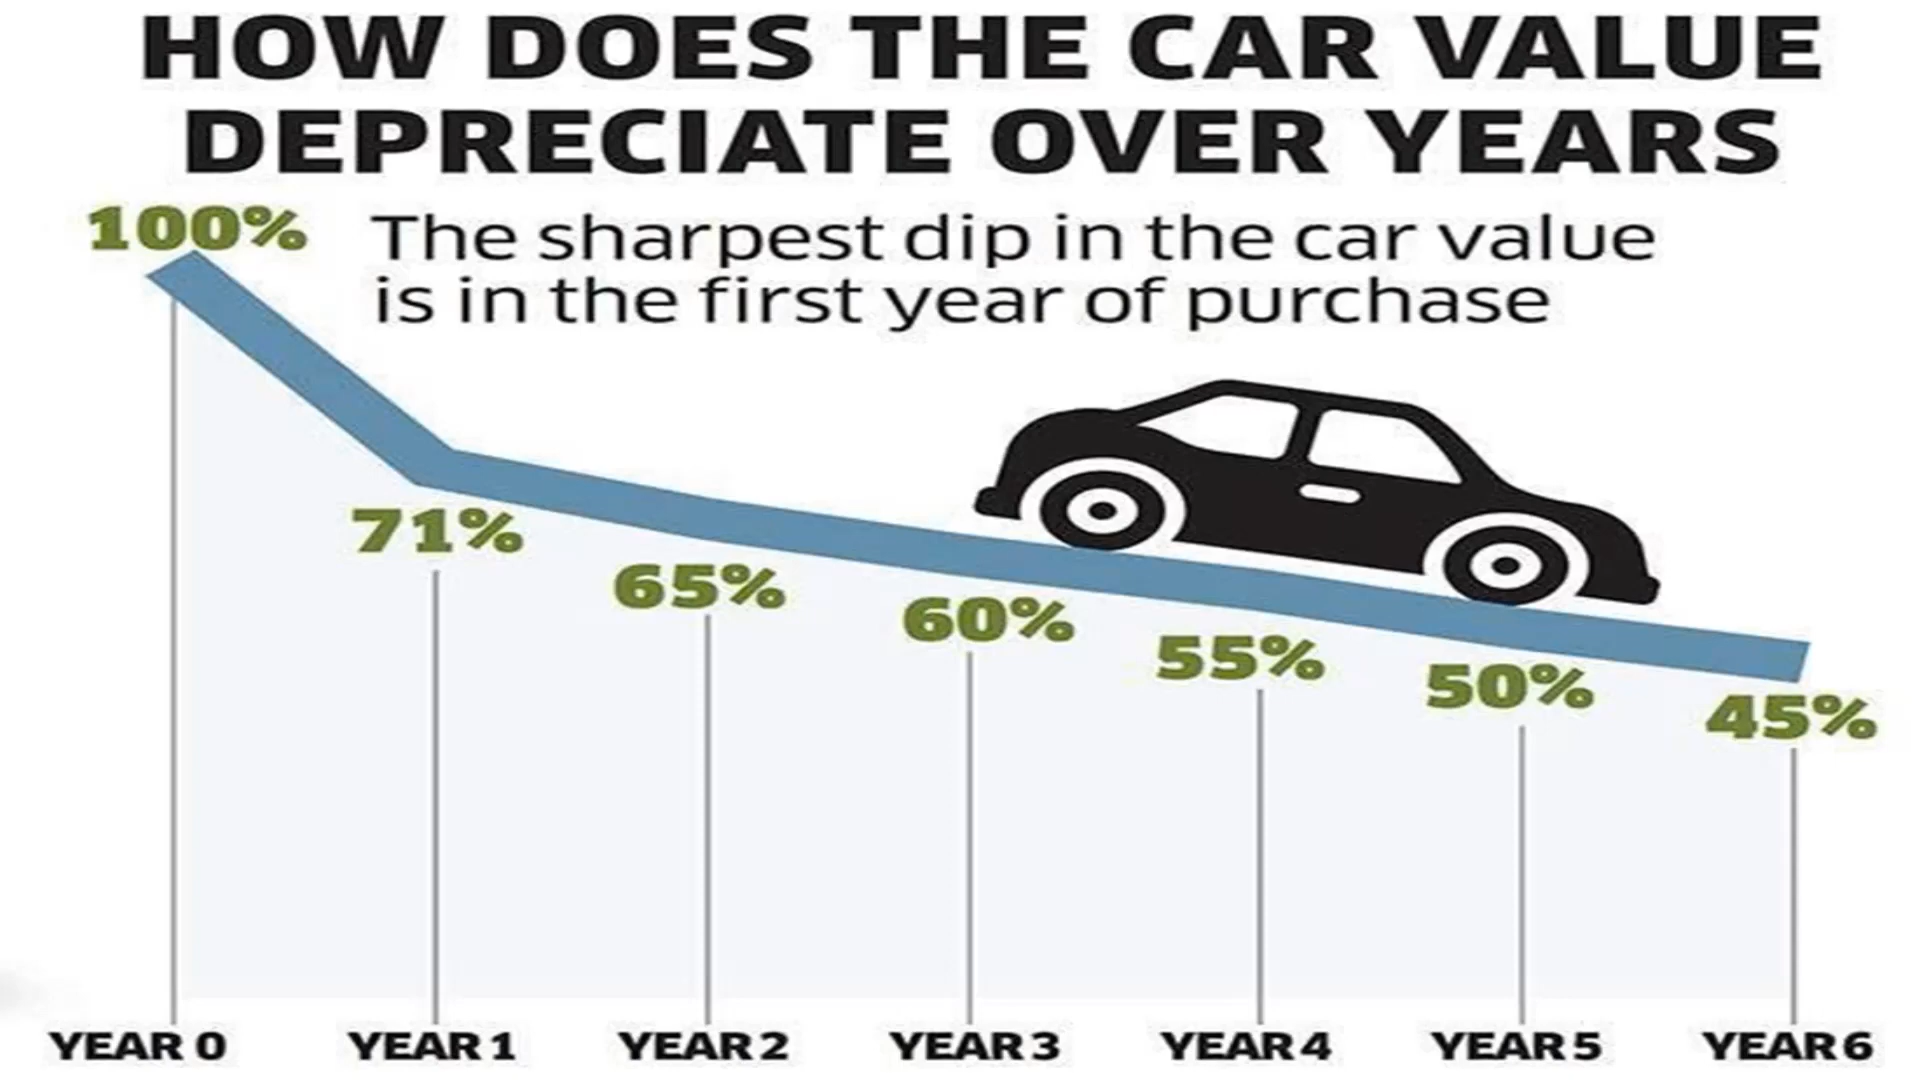 HOW DOES THE CAR VALUE
DEPRECIATE OVER YEARS
100%
The sharpest dip in the car value
is in the first year of purchase
71%
65%
60%
55%
50%
45%
YEAR 0
YEAR 1
YEAR 2
YEAR 3
YEAR 4
YEAR 5
YEAR 6